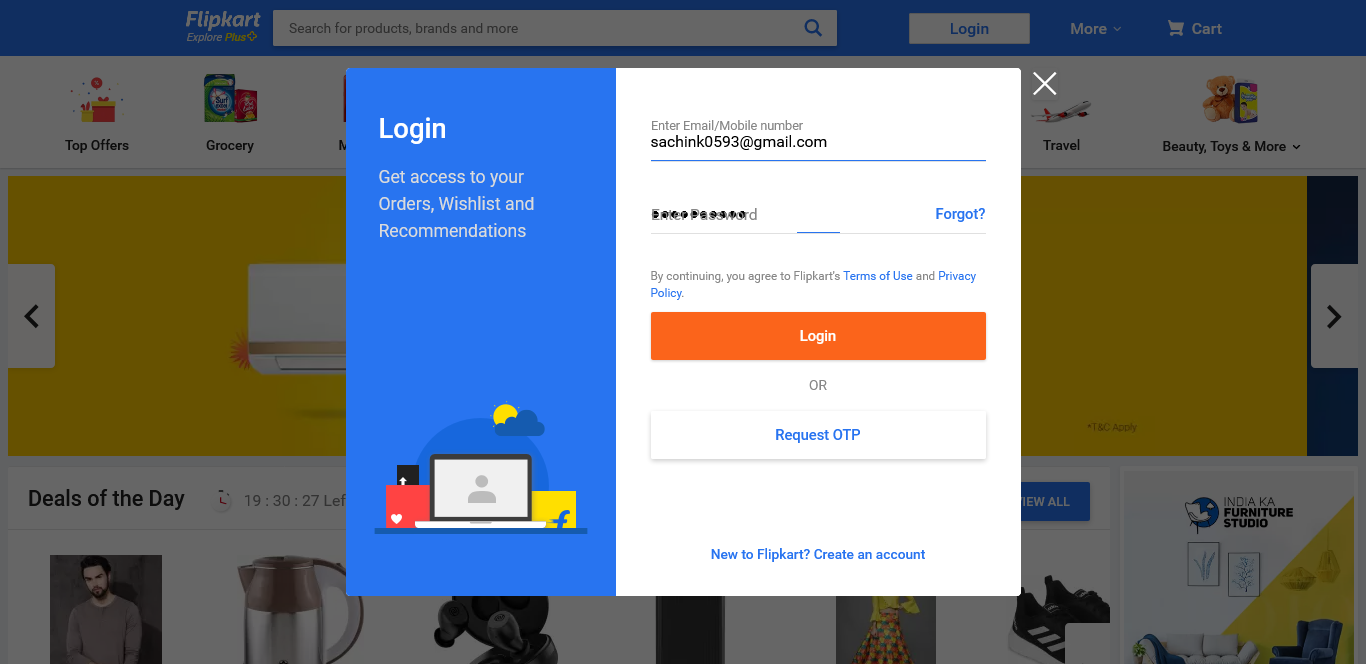 Flipkart
Explore Plus
Search for products, brands and more
Login
More
Cart
Top Offers
Grocery
M
Travel
Beauty, Toys & More
Login
Get access to your
Orders, Wishlist and
Recommendations
Enter Email/Mobile number
sachink0593@gmail.com
Enter Password
Forgot?
By continuing, you agree to Flipkart's Terms of Use and Privacy
Policy.
Login
OR
Request OTP
New to Flipkart? Create an account
*T&C Apply
Deals of the Day
19 : 30 : 27 Lef
VIEW ALL
INDIA KA
FURNITURE
STUDIO